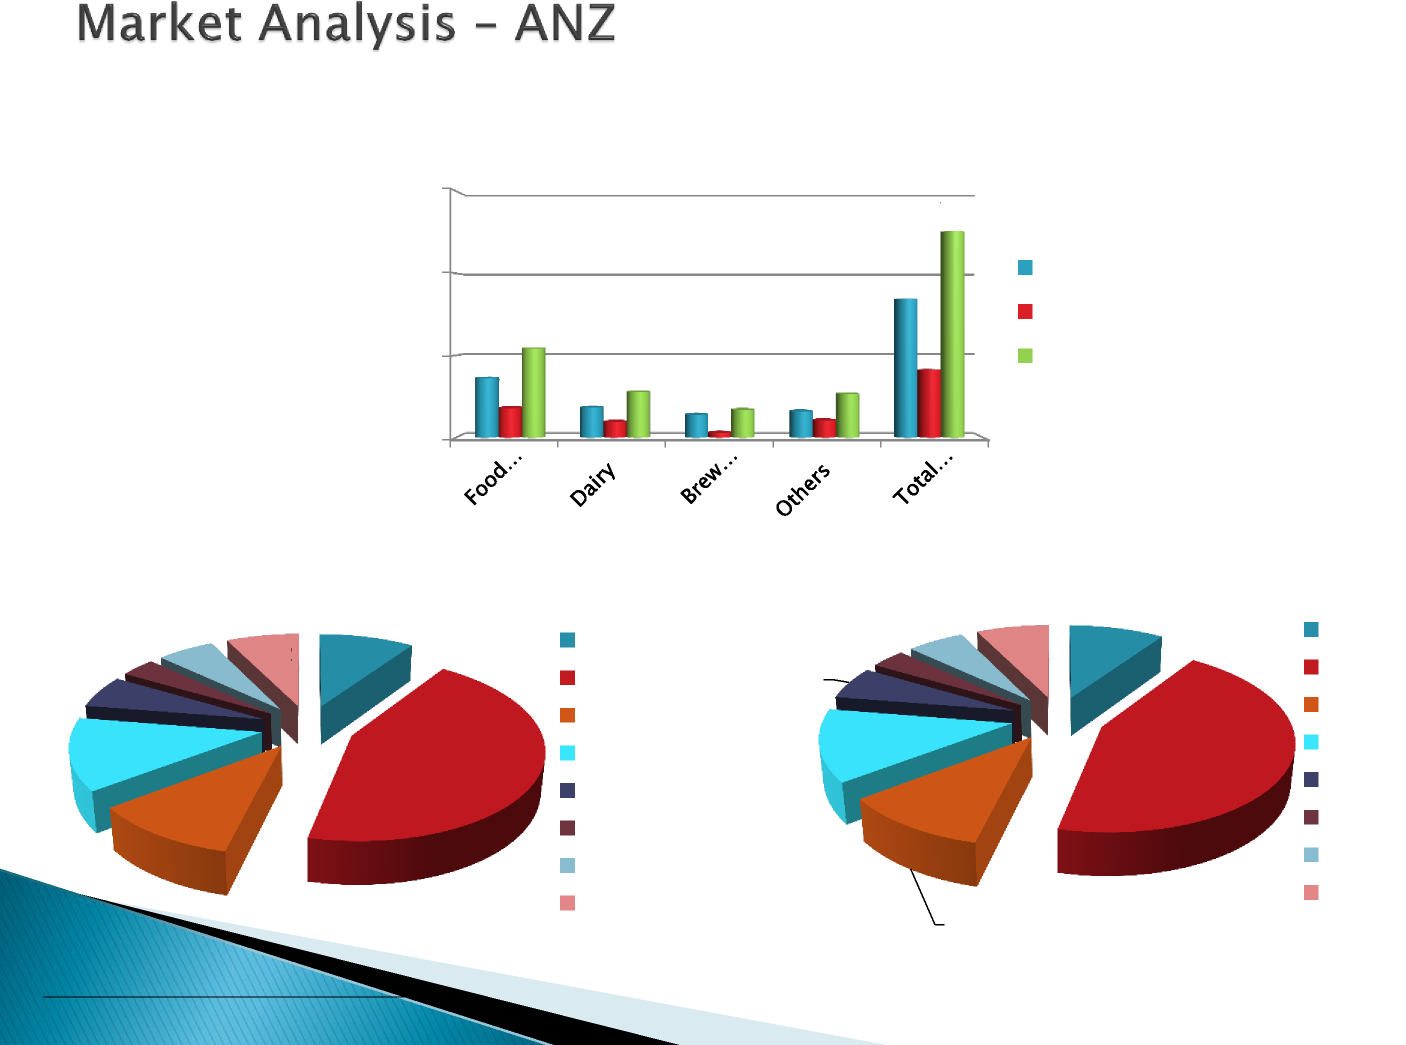 Market Analysis – ANZ
Food...
Dairy
Brew...
Others
Total...